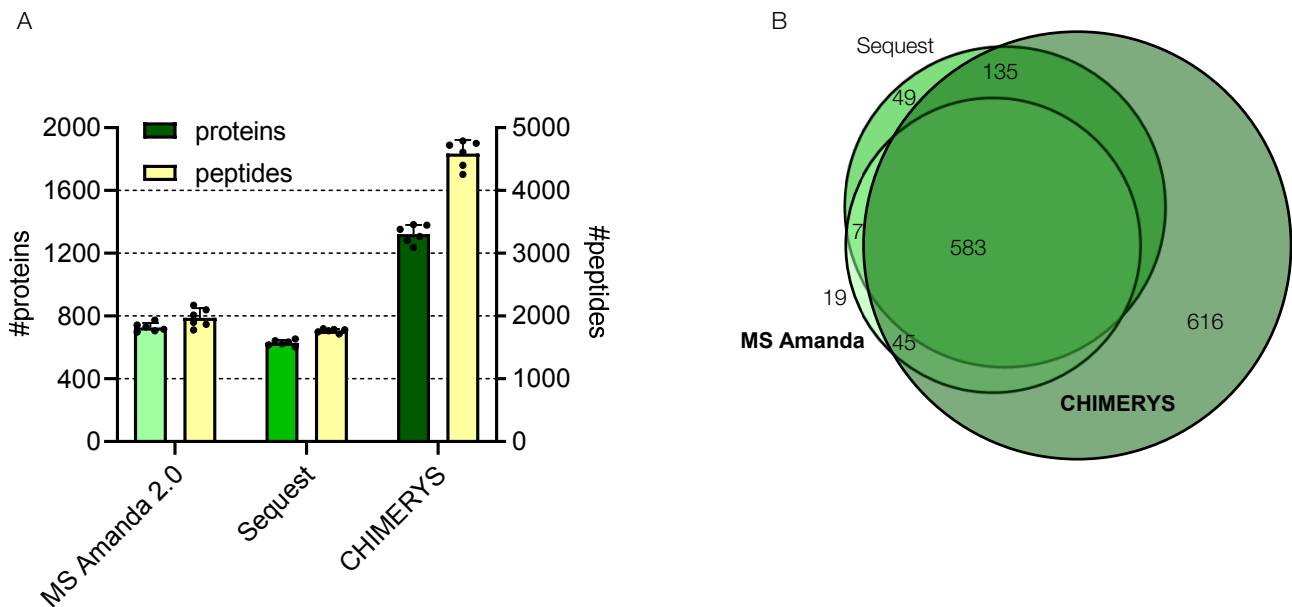 A
B
proteins
peptides
2000
1600
1200
800
400
0
#proteins
5000
4000
3000
2000
1000
0
#peptides
MS Amanda 2.0
Sequest
CHIMERYS
Sequest
135
49
7
583
19
616
MS Amanda
45
CHIMERYS